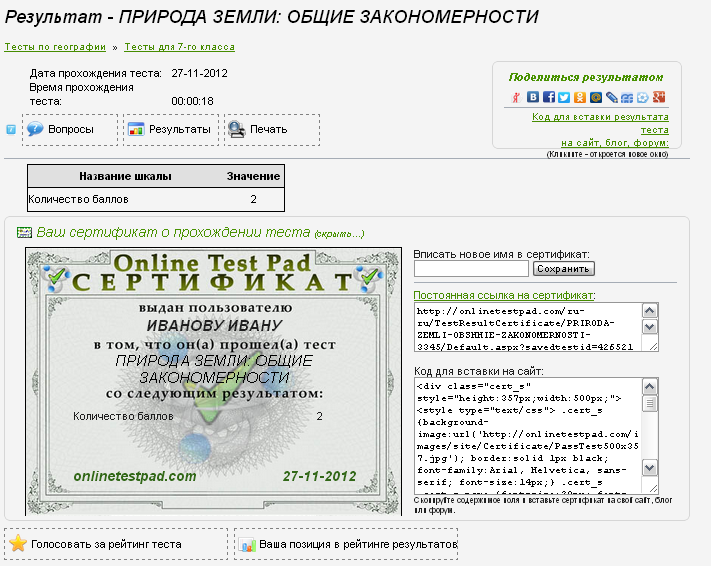 Результат - ПРИРОДА ЗЕМЛИ: ОБЩИЕ ЗАКОНОМЕРНОСТИ
Тесты по географии » Тесты для 7-го класса
Дата прохождения теста: 27-11-2012
Время прохождения
теста: 00:00:18
Поделиться результатом
Код для вставки результата
теста
на сайт, блог, форум:
(Кликните - откроется новое окно)
Вопросы Результаты Печать
Название шкалы Значение
Количество баллов 2
Ваш сертификат о прохождении теста (скрыть...)
Online Test Pad
СЕРТИФИКАТ
выдан пользователю
ИВАНОВУ ИВАНУ
в том, что он(а) прошел(а) тест
ПРИРОДА ЗЕМЛИ: ОБЩИЕ
ЗАКОНОМЕРНОСТИ
со следующим результатом:
Количество баллов 2
onlinetestpad.com 27-11-2012
Вписать новое имя в сертификат:
Сохранить
Постоянная ссылка на сертификат:
http://onlinetestpad.com/ru-
ru/TestResultCertificate/PRIRODA-
ZEMLI-OBSHHIE-ZAKONOMERNOSTI-
3345/Default.aspx?savedtestid=426521
Код для вставки на сайт:
<div class="cert_s"
style="height:357px;width:500px;">
<style type="text/css"> .cert_s
{background-
image:url('http://onlinetestpad.com/i
mages/site/Certificate/PassTest500x35
7.jpg'); border:solid 1px black;
font-family:Arial, Helvetica, sans-
serif; font-size:14px;} .cert_s
Скопируйте содержимое поля и вставьте сертификат на свой сайт, блог
или форум.
Голосовать за рейтинг теста Ваша позиция в рейтинге результатов